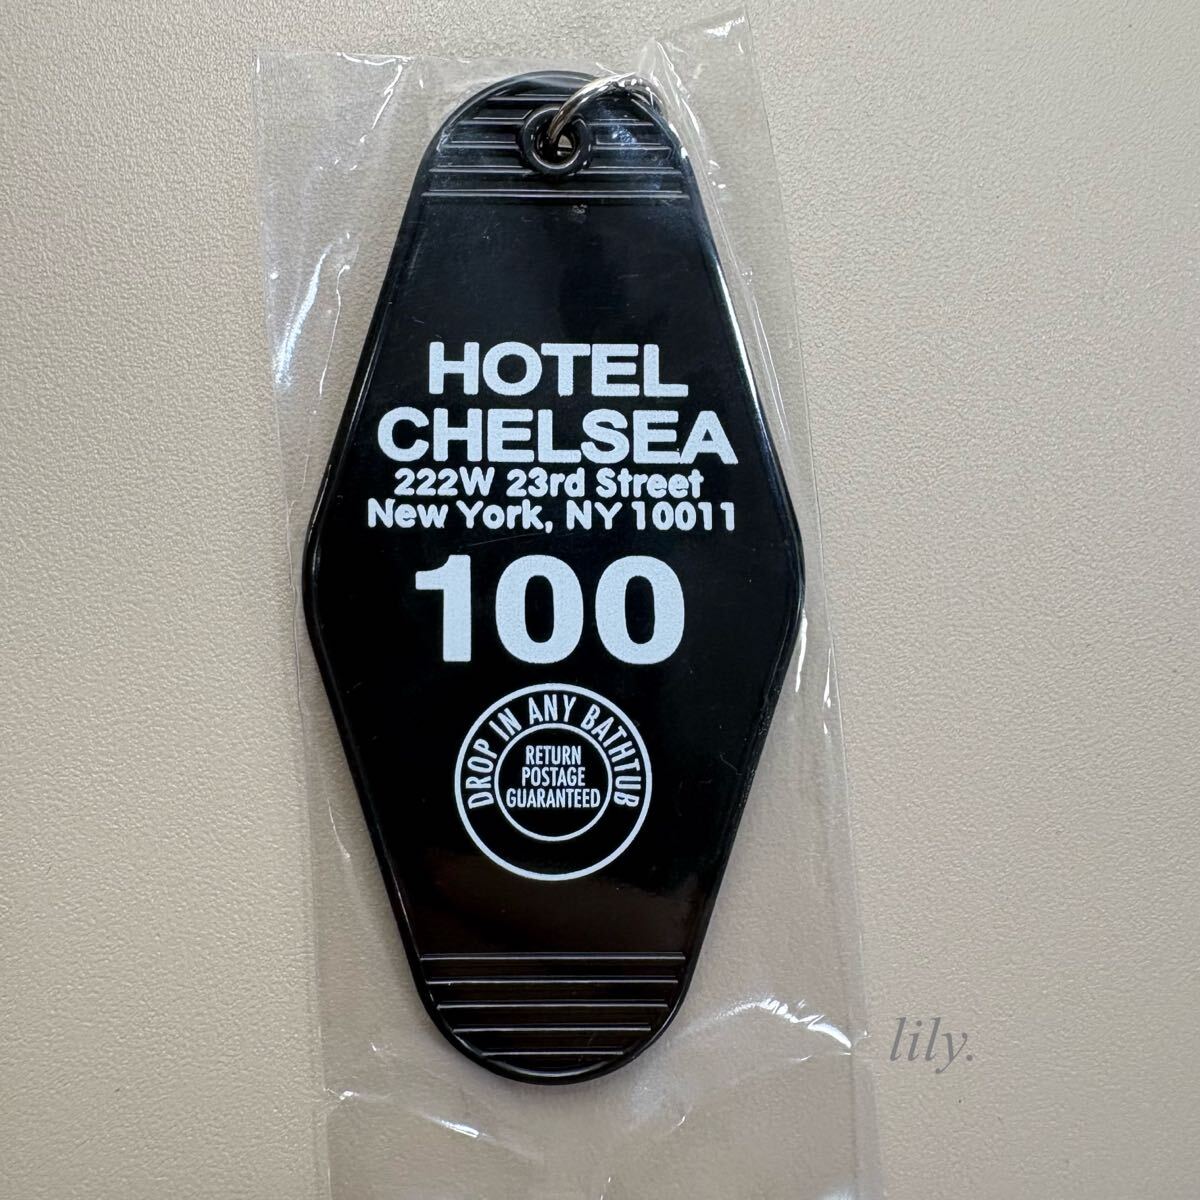 HOTEL
CHELSEA
222W 23rd Street
New York, NY 10011
100
DROP IN ANY BATHTUB
RETURN
POSTAGE
GUARANTEED
lily.